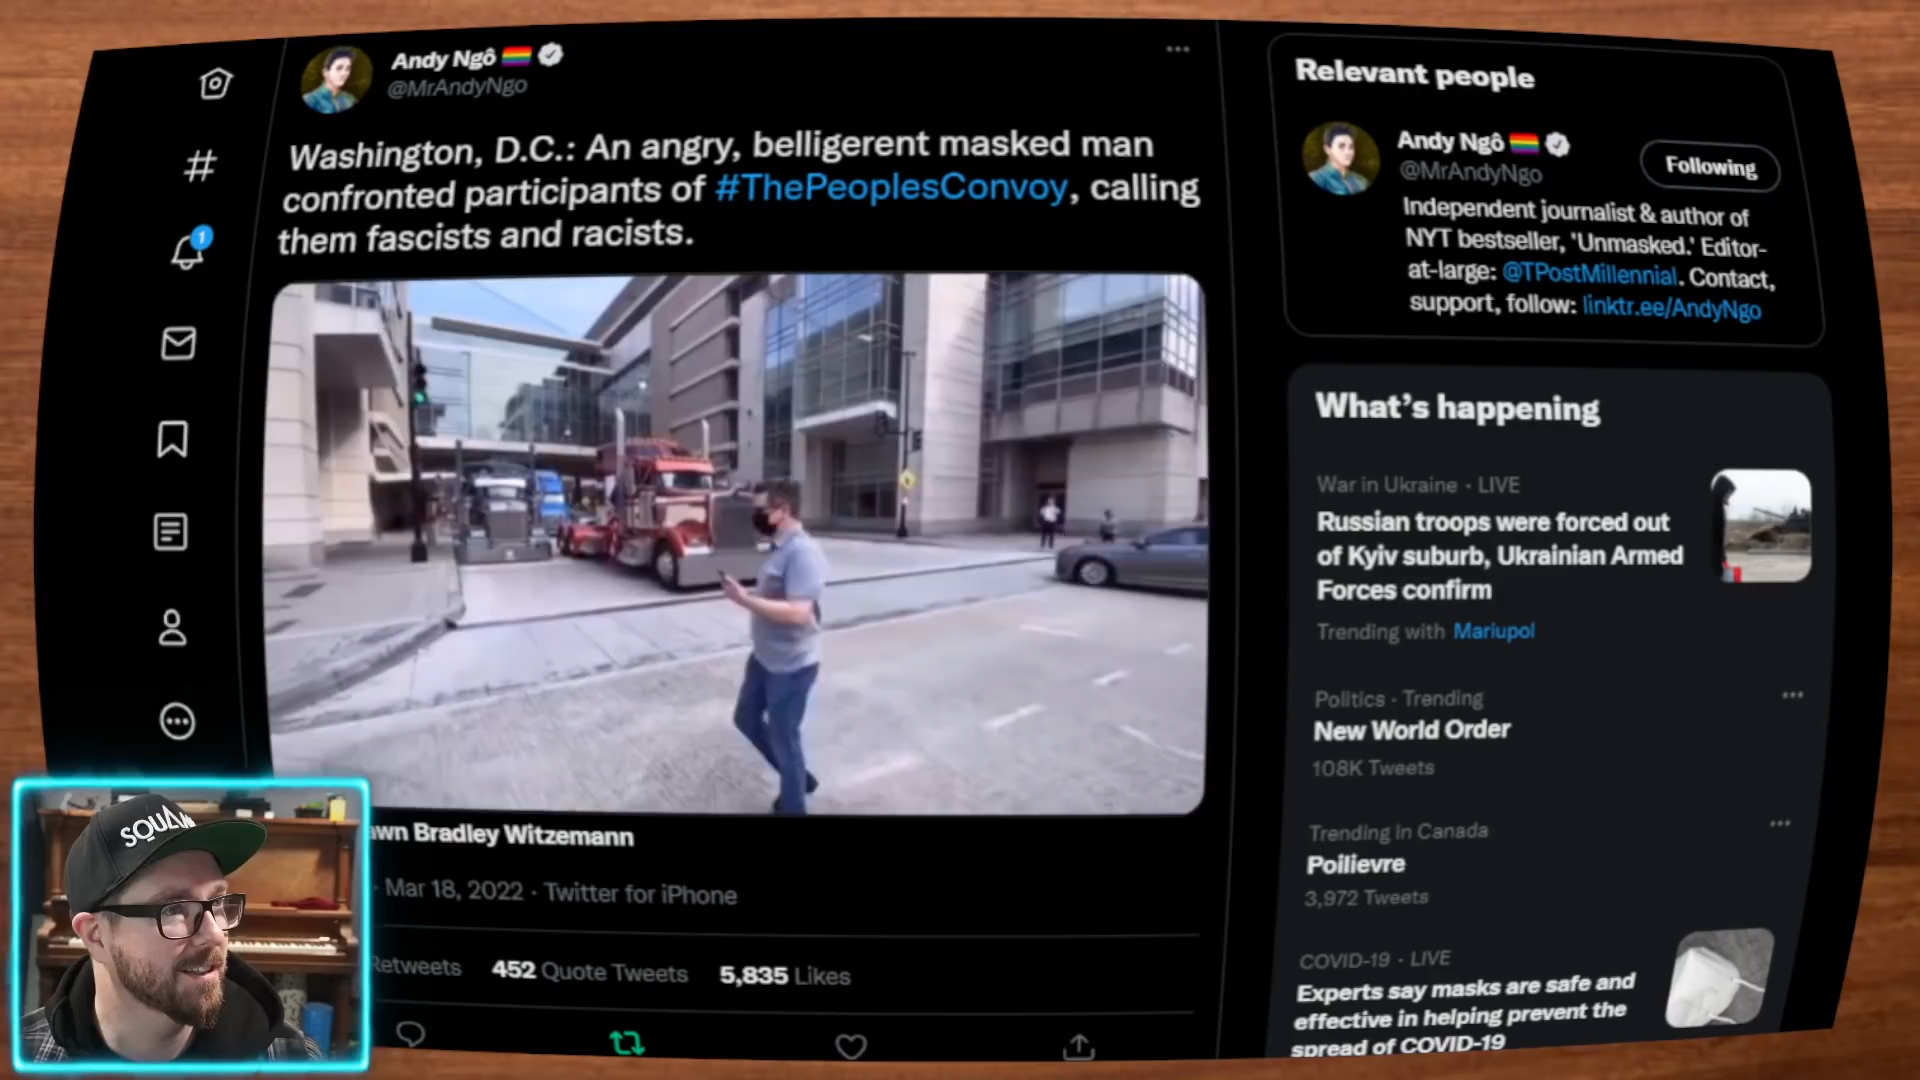 Andy Ngô
@MrAndyNgo
Washington, D.C.: An angry, belligerent masked man
confronted participants of #ThePeoplesConvoy, calling
them fascists and racists.
1
awn Bradley Witzemann
· Mar 18, 2022 · Twitter for iPhone
Retweets 452 Quote Tweets 5,835 Likes
Relevant people
Andy Ngô
@MrAndyNgo
Following
Independent journalist & author of
NYT bestseller, 'Unmasked.' Editor-
at-large: @TPostMillennial. Contact,
support, follow: linktr.ee/AndyNgo
What's happening
War in Ukraine · LIVE
Russian troops were forced out
of Kyiv suburb, Ukrainian Armed
Forces confirm
Trending with Mariupol
Politics · Trending
New World Order
108K Tweets
Trending in Canada
Poilievre
3,972 Tweets
COVID-19 · LIVE
Experts say masks are safe and
effective in helping prevent the
spread of COVID-19